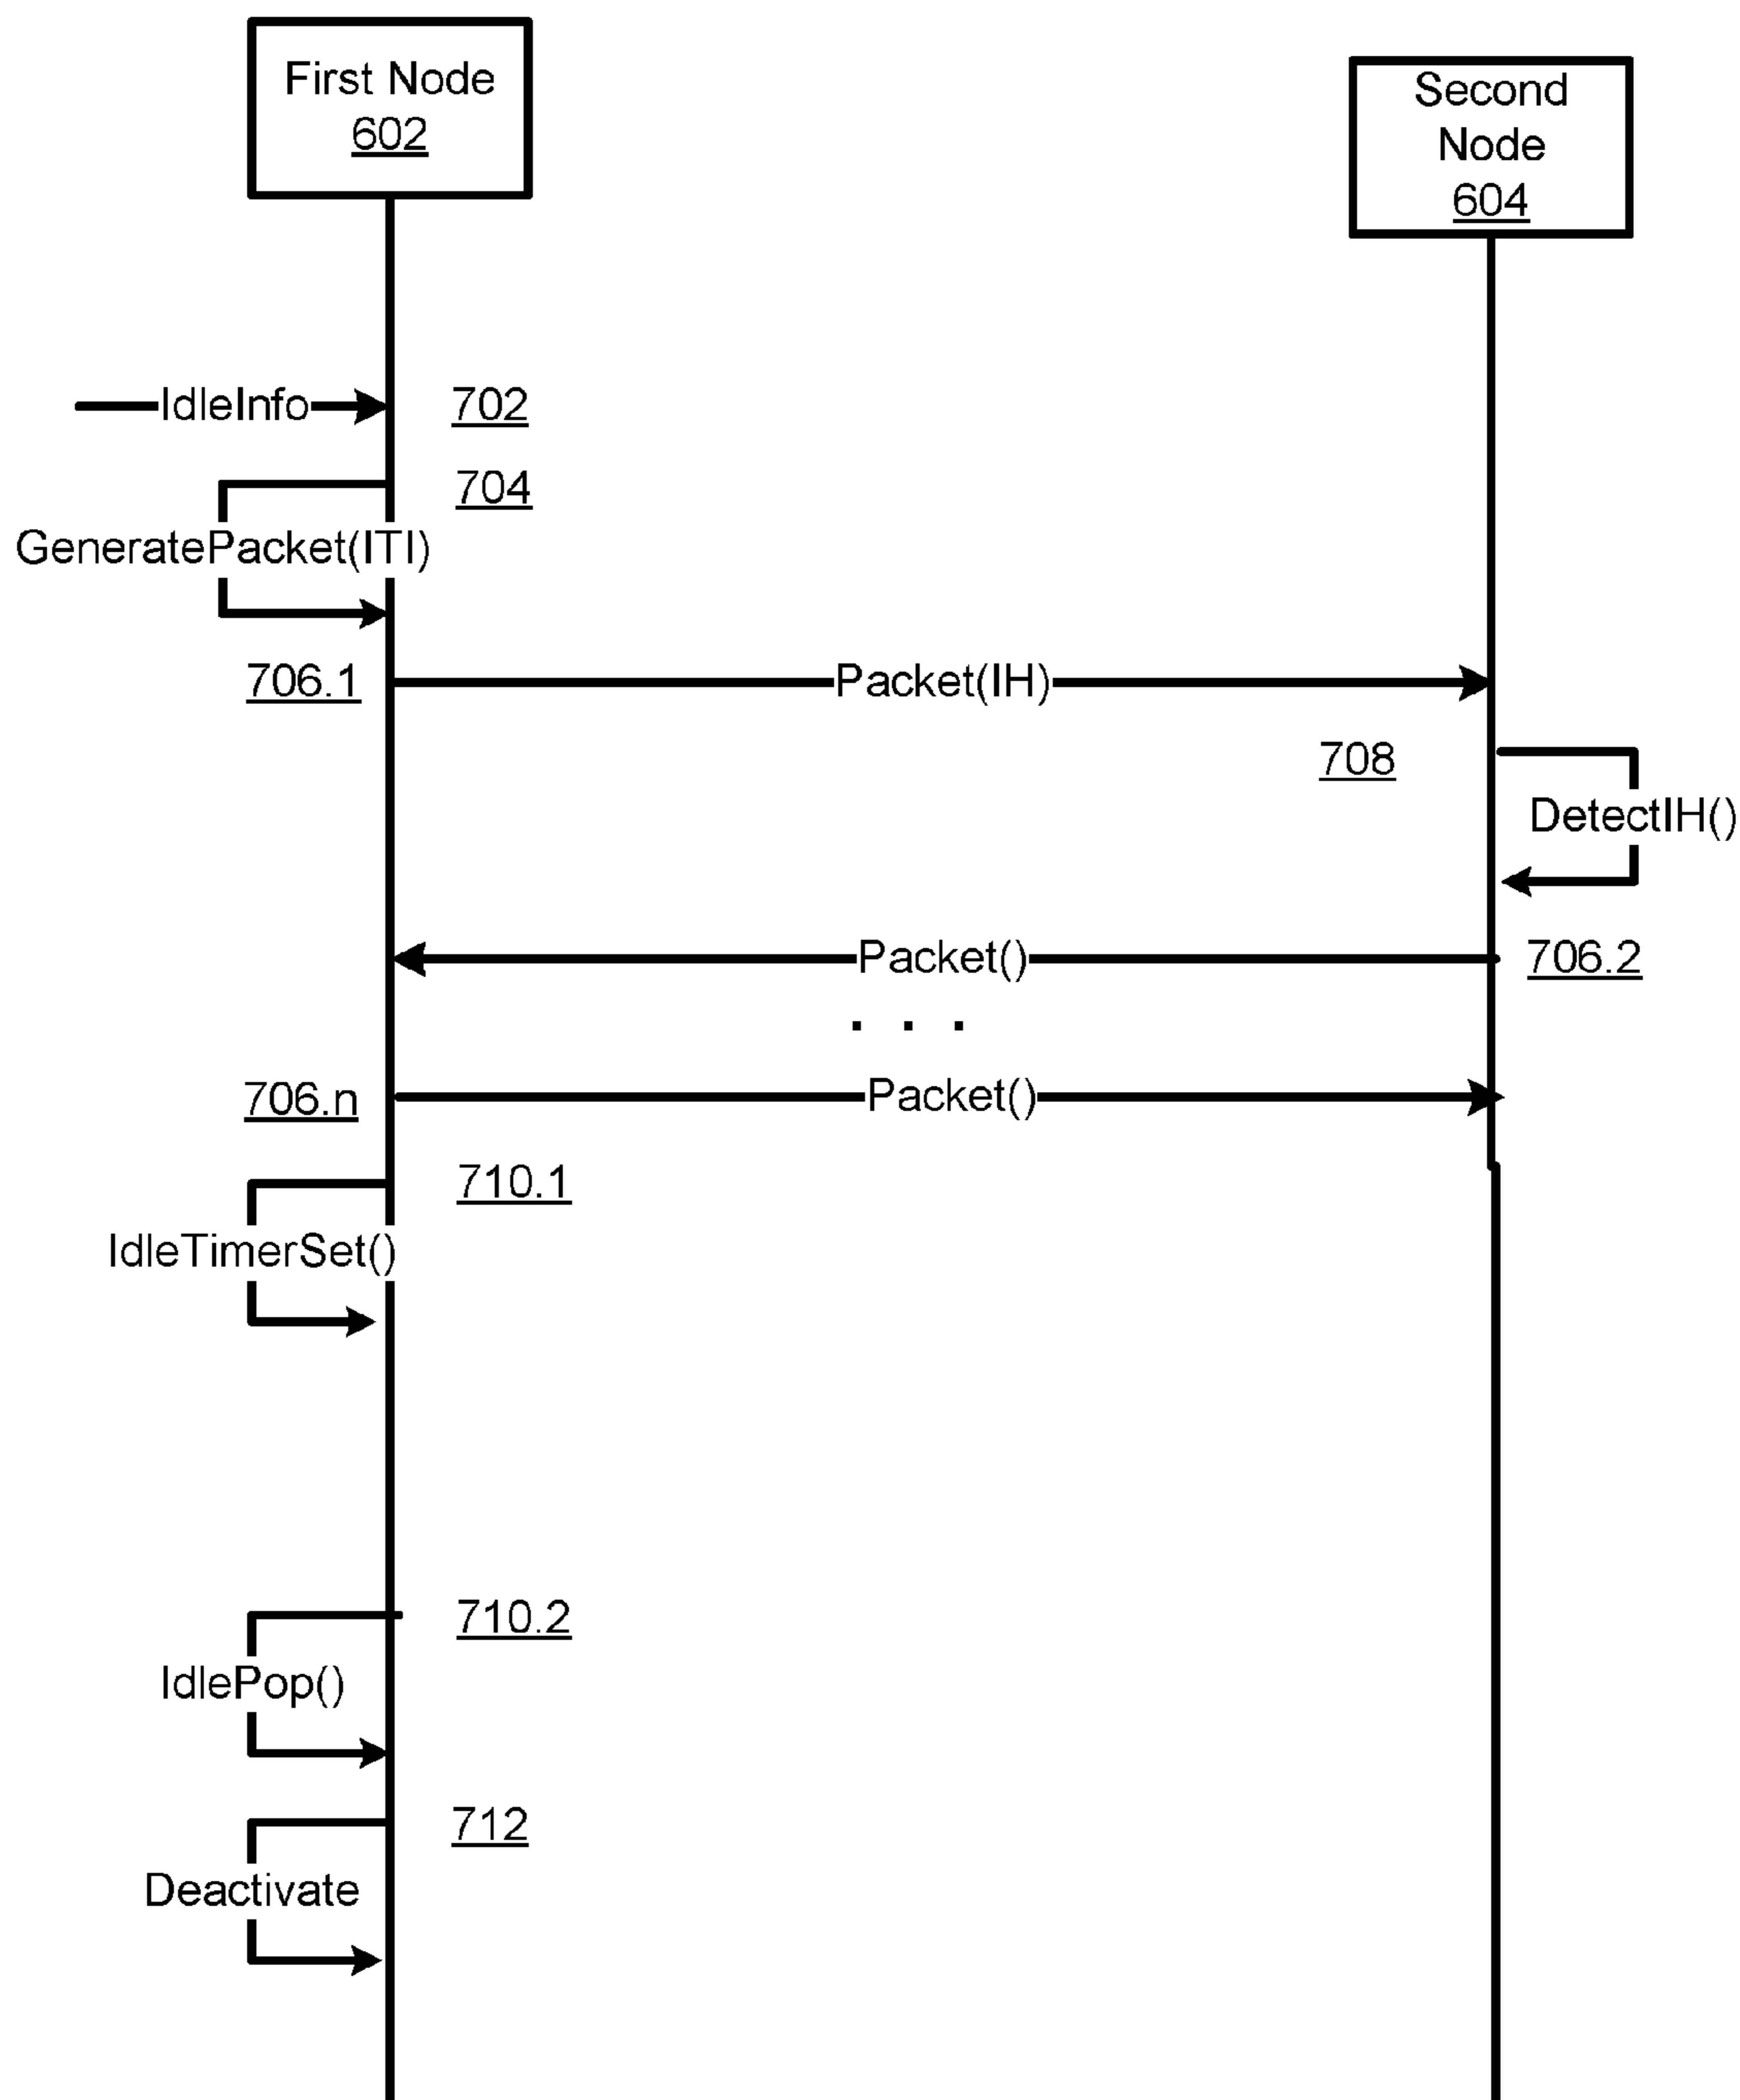 First Node
602
Second
Node
604
IdleInfo
702
704
GeneratePacket(ITI)
706.1
Packet(IH)
708
DetectIH()
Packet()
706.2
. . .
706.n
Packet()
710.1
IdleTimerSet()
710.2
IdlePop()
712
Deactivate